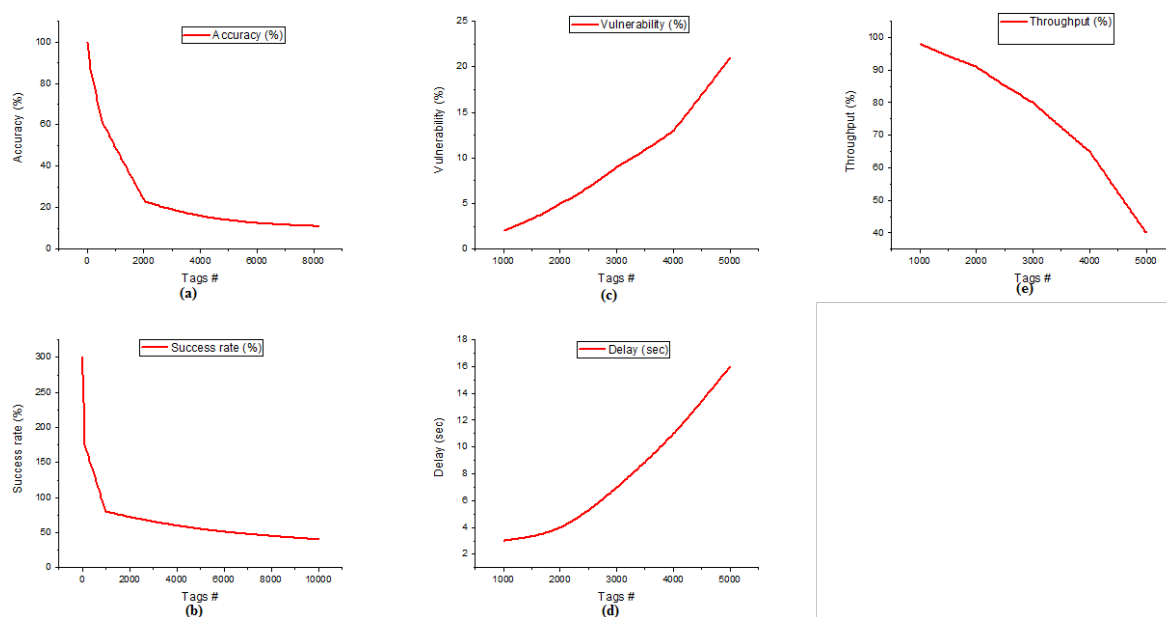 Accuracy (%)
100
80
60
40
20
0
Accuracy (%)
0 2000 4000 6000 8000
Tags #
(a)
Vulnerability (%)
25
20
15
10
5
0
Vulnerability (%)
1000 2000 3000 4000 5000
Tags #
(c)
Throughput (%)
100
90
80
70
60
50
40
Throughput (%)
1000 2000 3000 4000 5000
Tags #
(e)
Success rate (%)
300
250
200
150
100
50
0
Success rate (%)
0 2000 4000 6000 8000 10000
Tags #
(b)
Delay (sec)
18
16
14
12
10
8
6
4
2
Delay (sec)
1000 2000 3000 4000 5000
Tags #
(d)